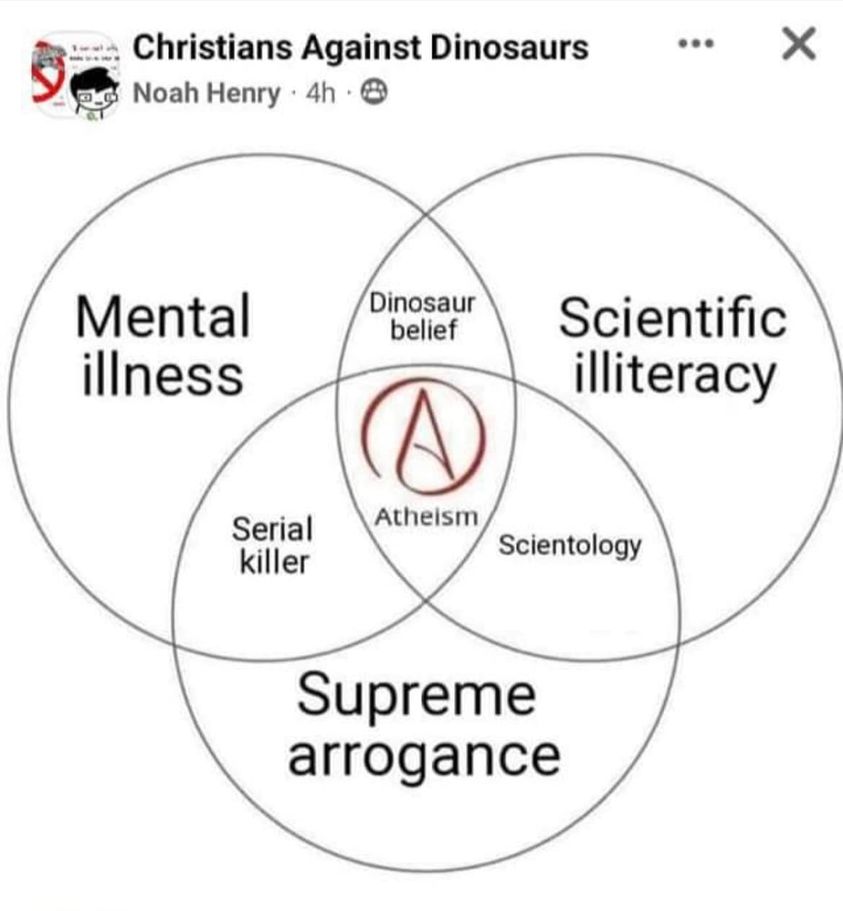 Christians Against Dinosaurs
Noah Henry · 4h ·
Mental
illness
Dinosaur
belief
Scientific
illiteracy
Atheism
Serial
killer
Scientology
Supreme
arrogance